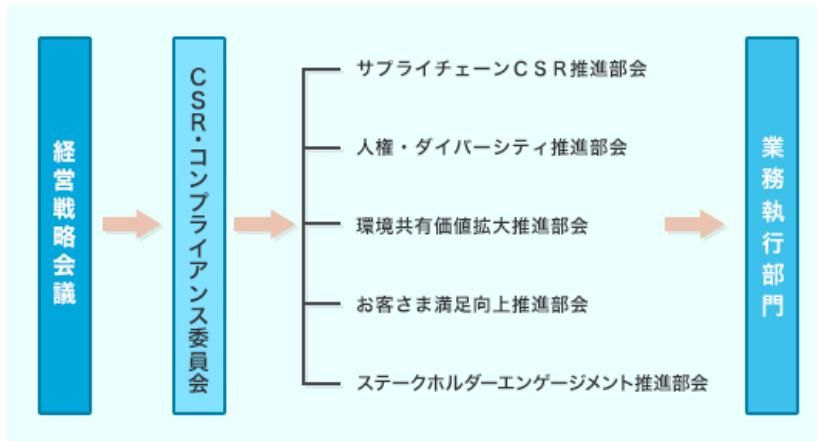 経営戦略会議
CSR・コンプライアンス委員会
サプライチェーンＣＳＲ推進部会
人権・ダイバーシティ推進部会
環境共有価値拡大推進部会
お客さま満足向上推進部会
ステークホルダーエンゲージメント推進部会
業務執行部門